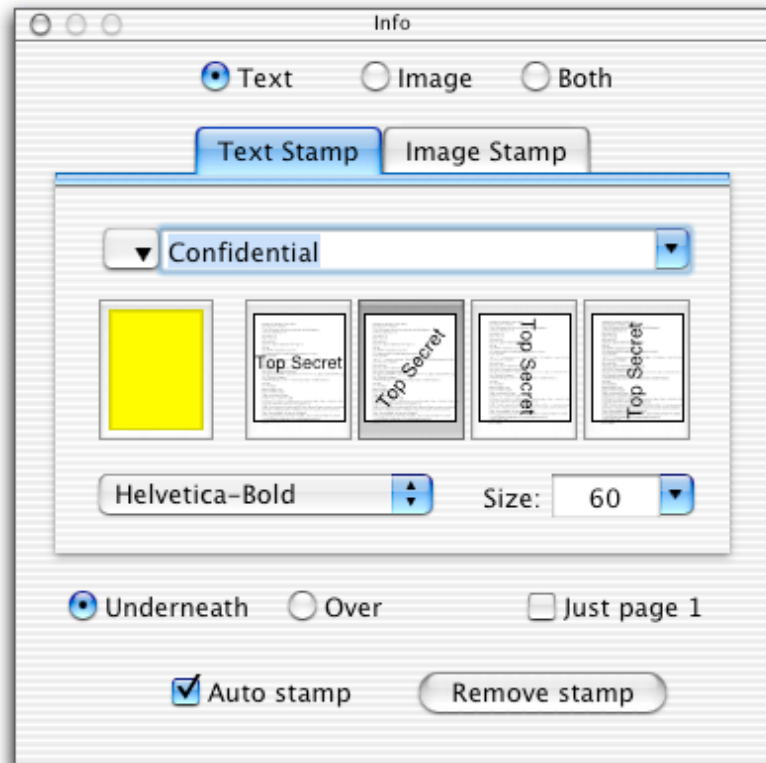 Info
Text Image Both
Text Stamp Image Stamp
Confidential
Top Secret Top Secret Top Secret Top Secret
Helvetica-Bold Size: 60
Underneath Over Just page 1
Auto stamp Remove stamp